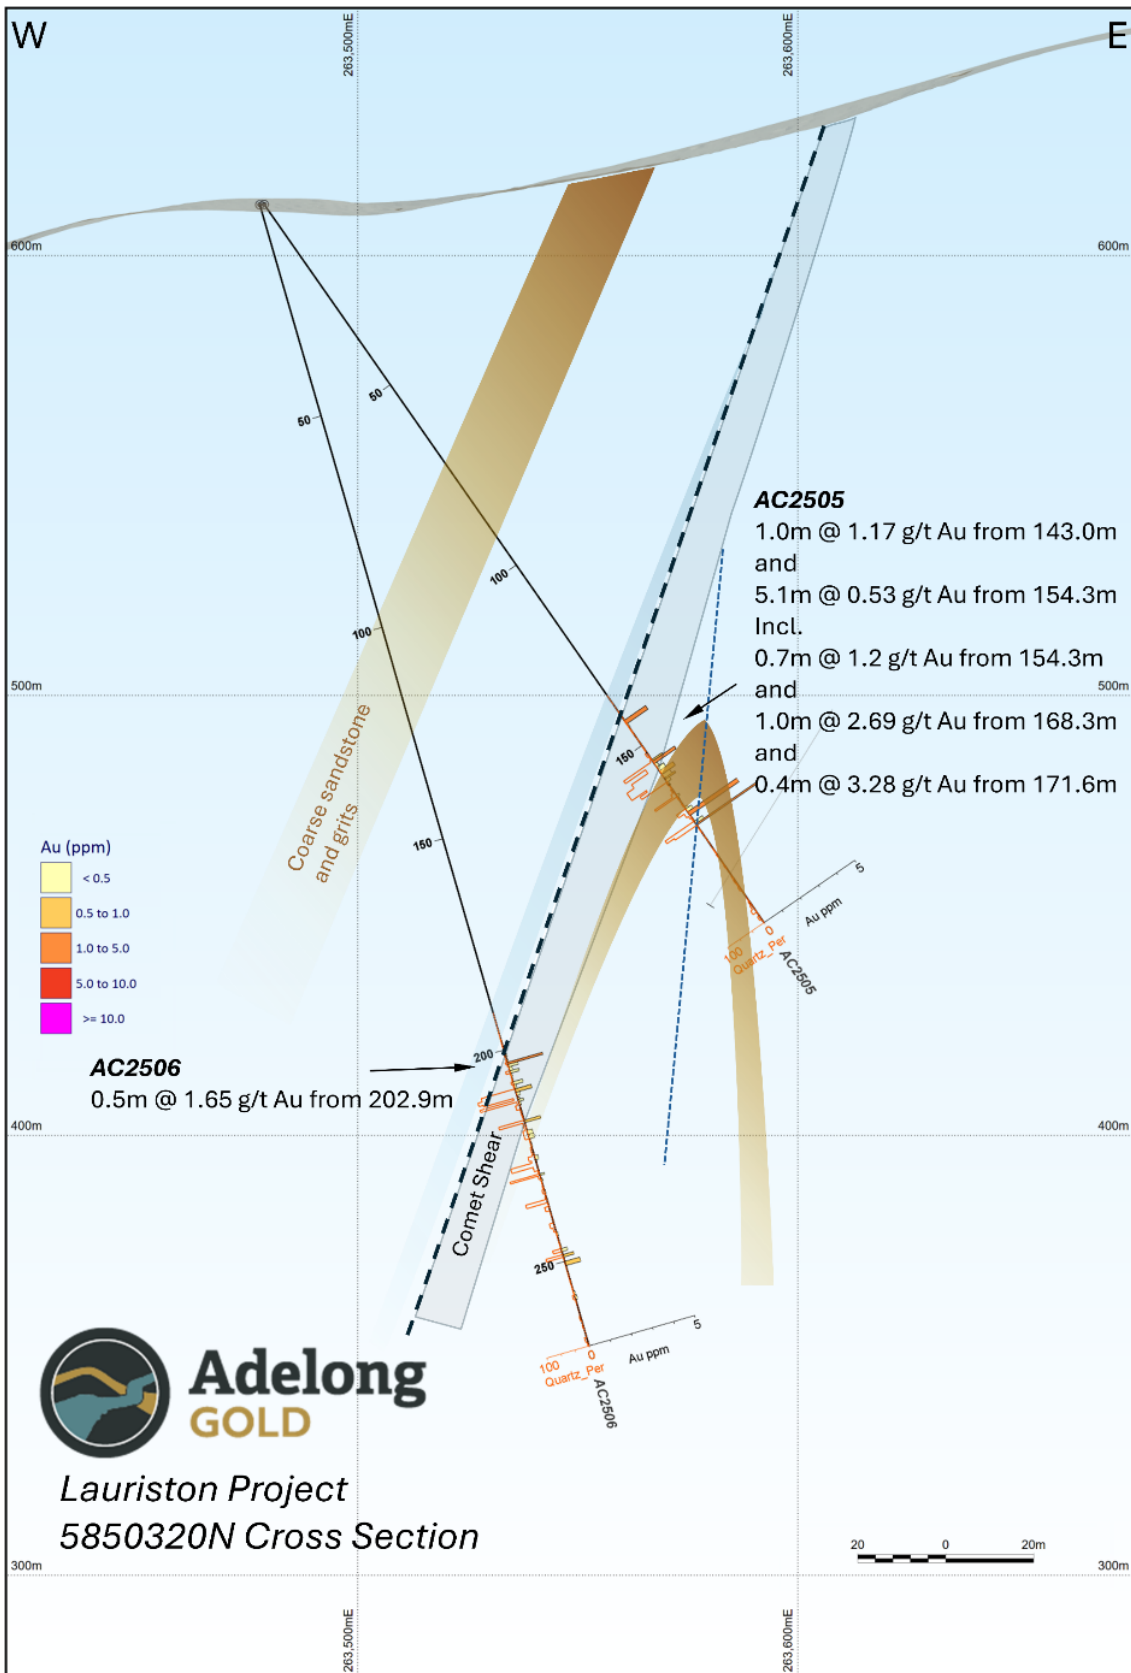 W
E
263,500mE
263,600mE
600m
600m
50
50
100
100
AC2505
1.0m @ 1.17 g/t Au from 143.0m
and
5.1m @ 0.53 g/t Au from 154.3m
Incl.
0.7m @ 1.2 g/t Au from 154.3m
and
1.0m @ 2.69 g/t Au from 168.3m
and
0.4m @ 3.28 g/t Au from 171.6m
500m
500m
Coarse sandstone
and grits
150
150
Au (ppm)
< 0.5
0.5 to 1.0
1.0 to 5.0
5.0 to 10.0
>= 10.0
5
Au ppm
0
100
Quartz_Per
AC2505
200
AC2506
0.5m @ 1.65 g/t Au from 202.9m
400m
400m
Comet Shear
250
5
Au ppm
0
100
Quartz_Per
AC2506
Adelong
GOLD
Lauriston Project
5850320N Cross Section
20 0 20m
300m
300m
263,500mE
263,600mE